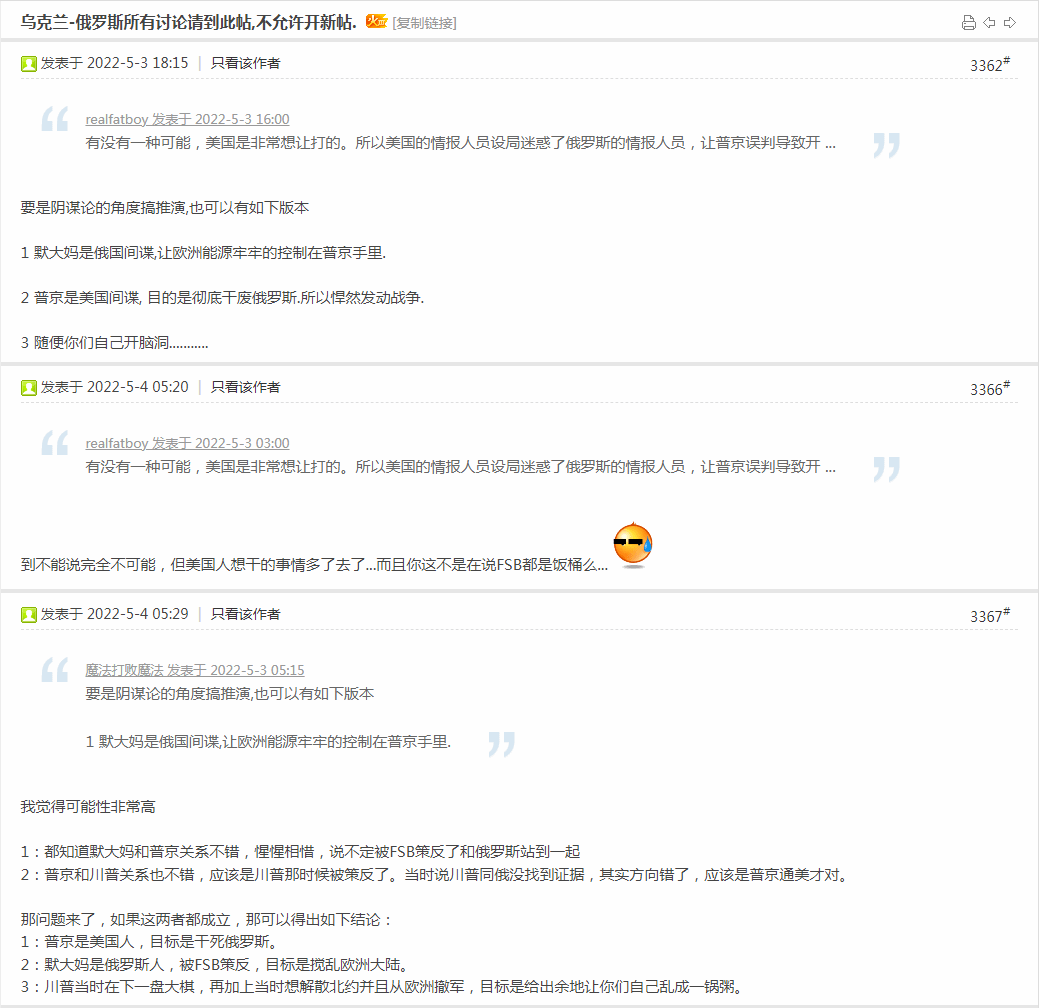 乌克兰-俄罗斯所有讨论请到此帖,不允许开新帖. 火 [复制链接]
发表于 2022-5-3 18:15 | 只看该作者 3362#
realfatboy 发表于 2022-5-3 16:00
有没有一种可能，美国是非常想让打的。所以美国的情报人员设局迷惑了俄罗斯的情报人员，让普京误判导致开 ...
要是阴谋论的角度搞推演,也可以有如下版本
1 默大妈是俄国间谍,让欧洲能源牢牢的控制在普京手里.
2 普京是美国间谍, 目的是彻底干废俄罗斯.所以悍然发动战争.
3 随便你们自己开脑洞...........
发表于 2022-5-4 05:20 | 只看该作者 3366#
realfatboy 发表于 2022-5-3 03:00
有没有一种可能，美国是非常想让打的。所以美国的情报人员设局迷惑了俄罗斯的情报人员，让普京误判导致开 ...
到不能说完全不可能，但美国人想干的事情多了去了...而且你这不是在说FSB都是饭桶么...
发表于 2022-5-4 05:29 | 只看该作者 3367#
魔法打败魔法 发表于 2022-5-3 05:15
要是阴谋论的角度搞推演,也可以有如下版本
1 默大妈是俄国间谍,让欧洲能源牢牢的控制在普京手里.
我觉得可能性非常高
1：都知道默大妈和普京关系不错，惺惺相惜，说不定被FSB策反了和俄罗斯站到一起
2：普京和川普关系也不错，应该是川普那时候被策反了。当时说川普同俄没找到证据，其实方向错了，应该是普京通美才对。
那问题来了，如果这两者都成立，那可以得出如下结论：
1：普京是美国人，目标是干死俄罗斯。
2：默大妈是俄罗斯人，被FSB策反，目标是搅乱欧洲大陆。
3：川普当时在下一盘大棋，再加上当时想解散北约并且从欧洲撤军，目标是给出余地让你们自己乱成一锅粥。